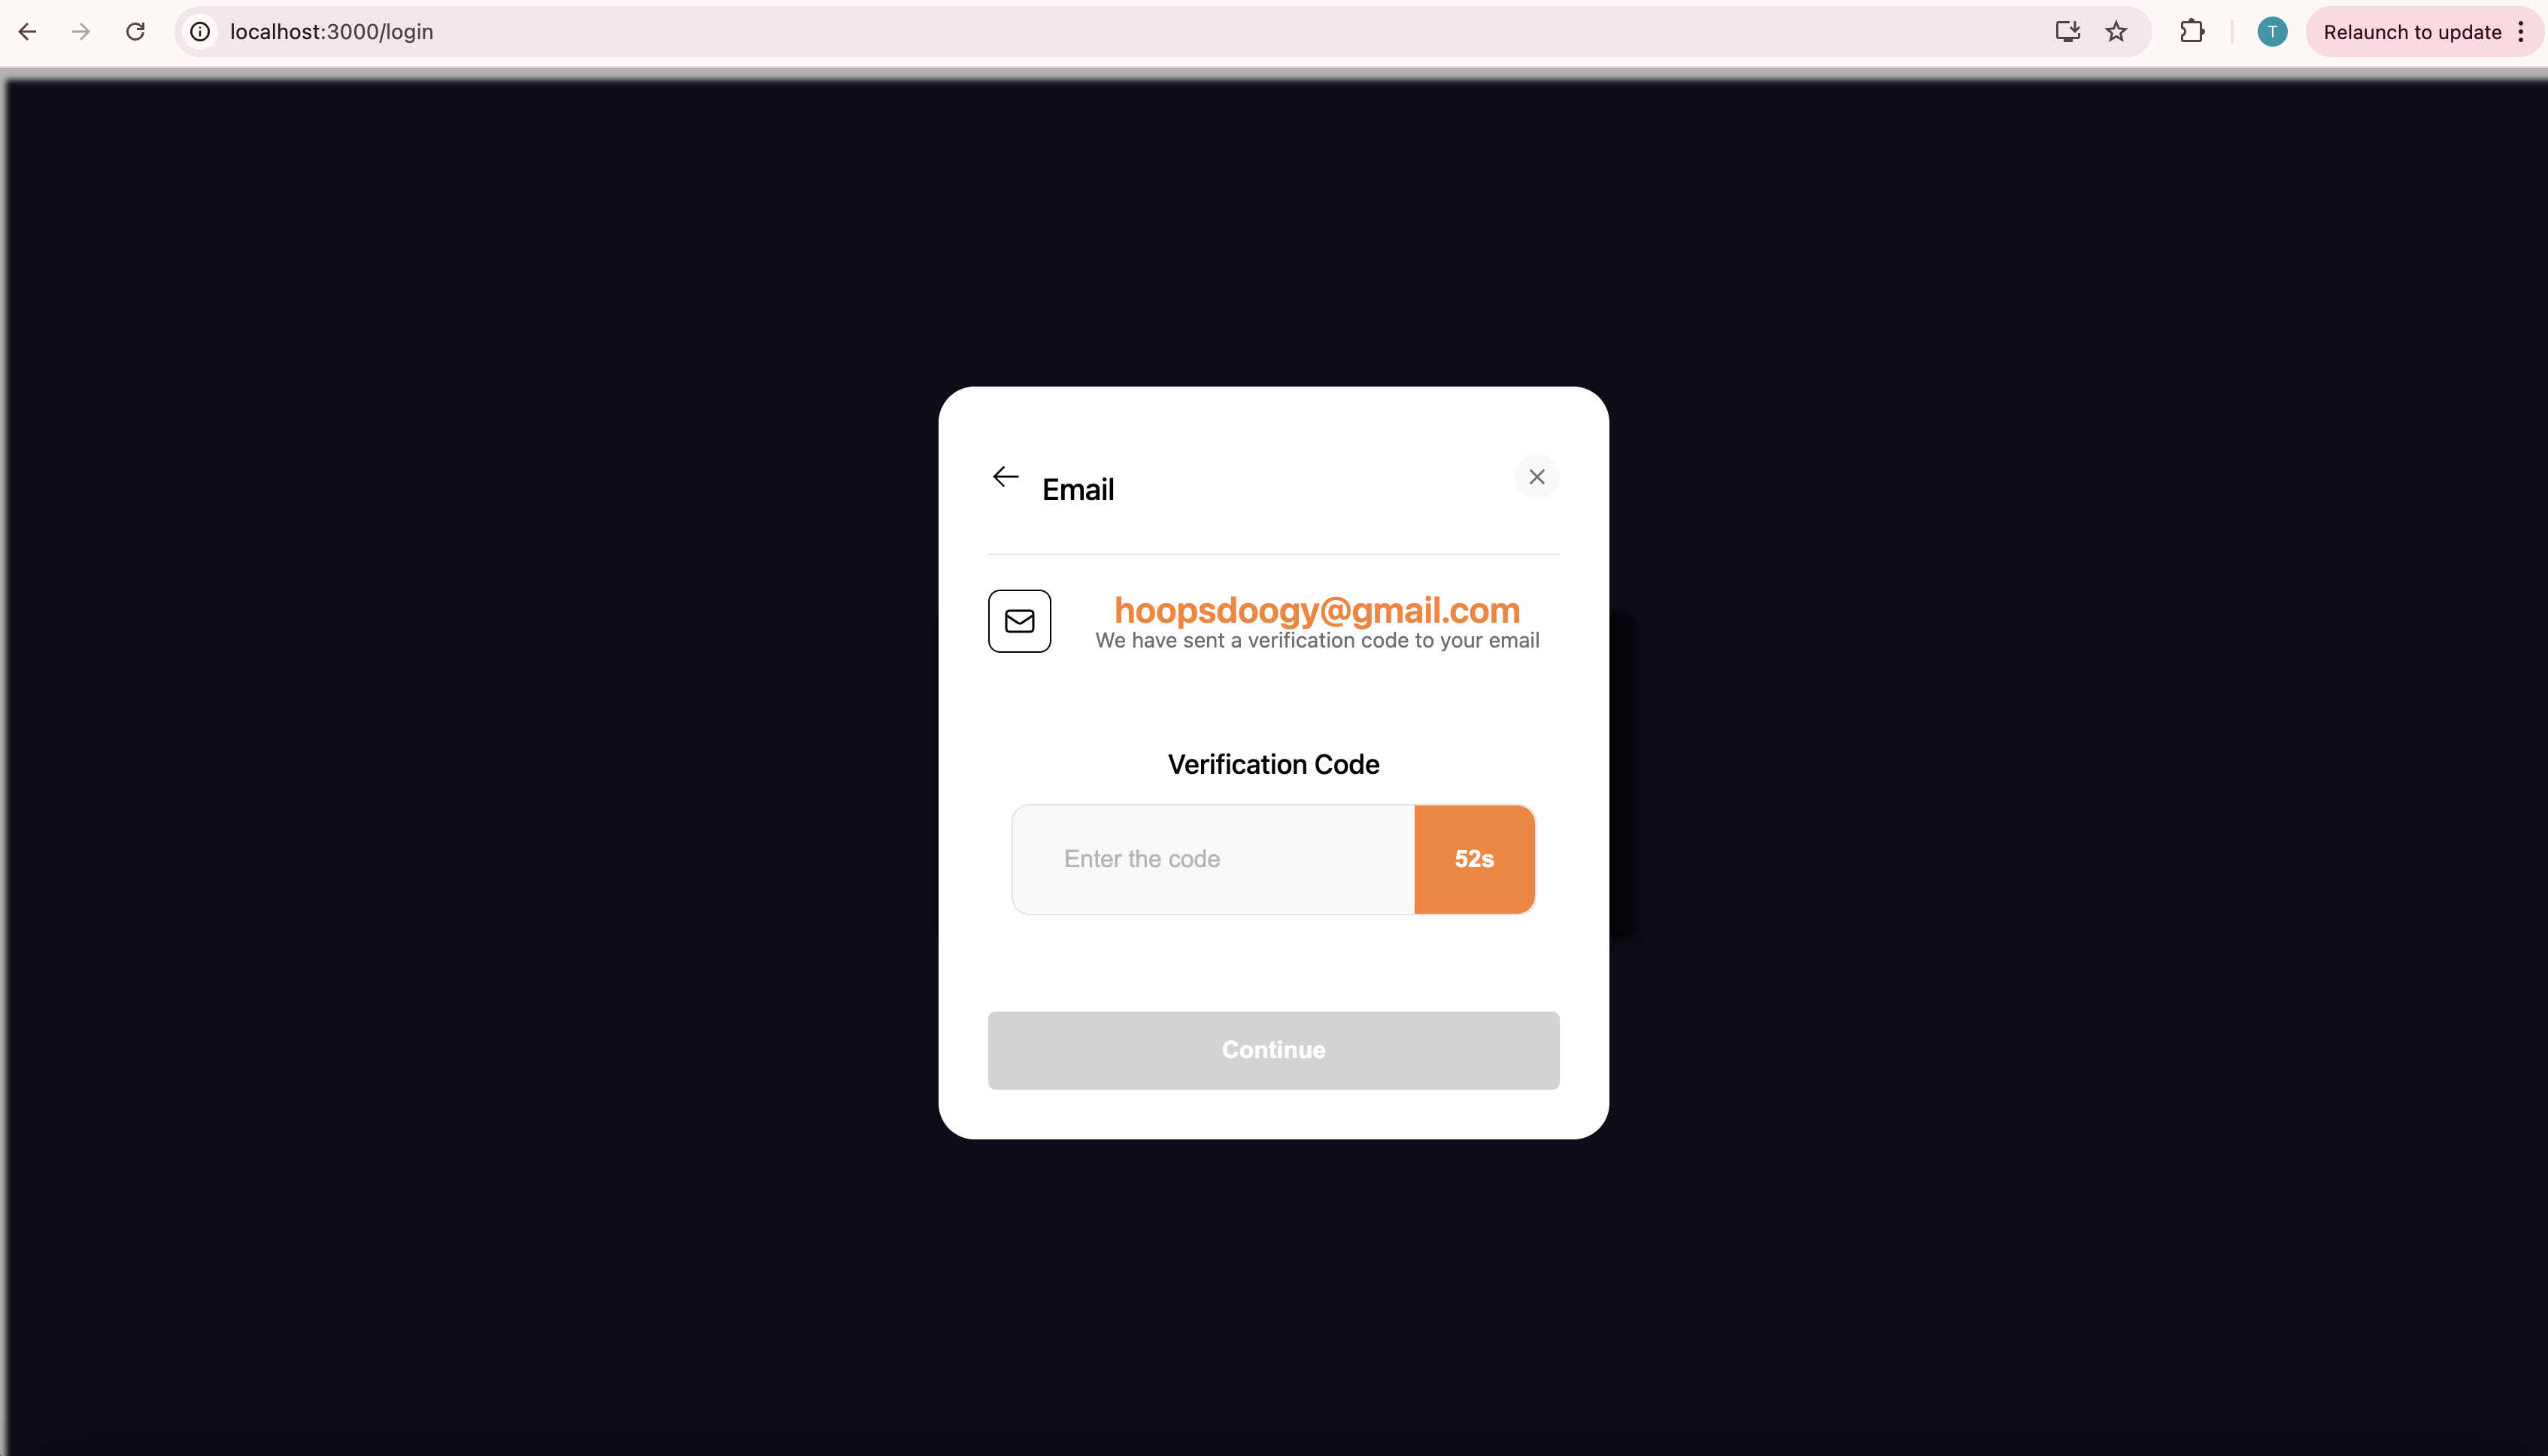 localhost:3000/login
T
Relaunch to update
Email
hoopsdoogy@gmail.com
We have sent a verification code to your email
Verification Code
Enter the code
52s
Continue